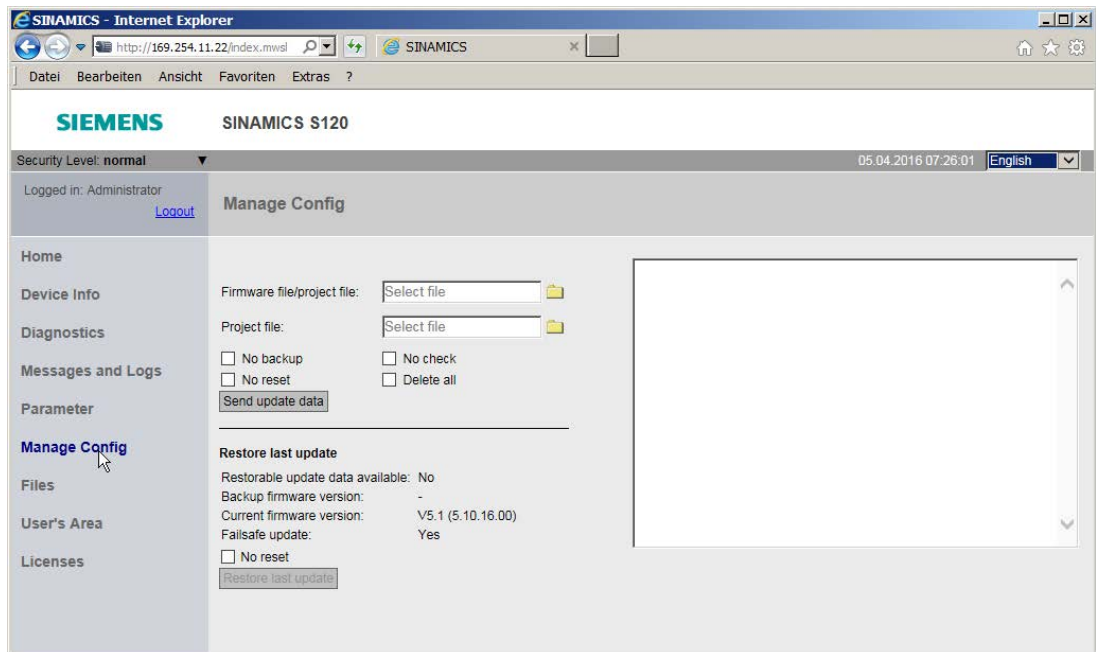 SINAMICS - Internet Explorer
http://169.254.11.22/index.mwsl
SINAMICS
Datei Bearbeiten Ansicht Favoriten Extras ?
SIEMENS SINAMICS S120
Security Level: normal 05.04.2016 07:26:01 English
Logged in: Administrator
Logout
Manage Config
Home
Device Info
Diagnostics
Messages and Logs
Parameter
Manage Config
Files
User's Area
Licenses
Firmware file/project file: Select file
Project file: Select file
No backup No check
No reset Delete all
Send update data
Restore last update
Restorable update data available: No
Backup firmware version: -
Current firmware version: V5.1 (5.10.16.00)
Failsafe update: Yes
No reset
Restore last update